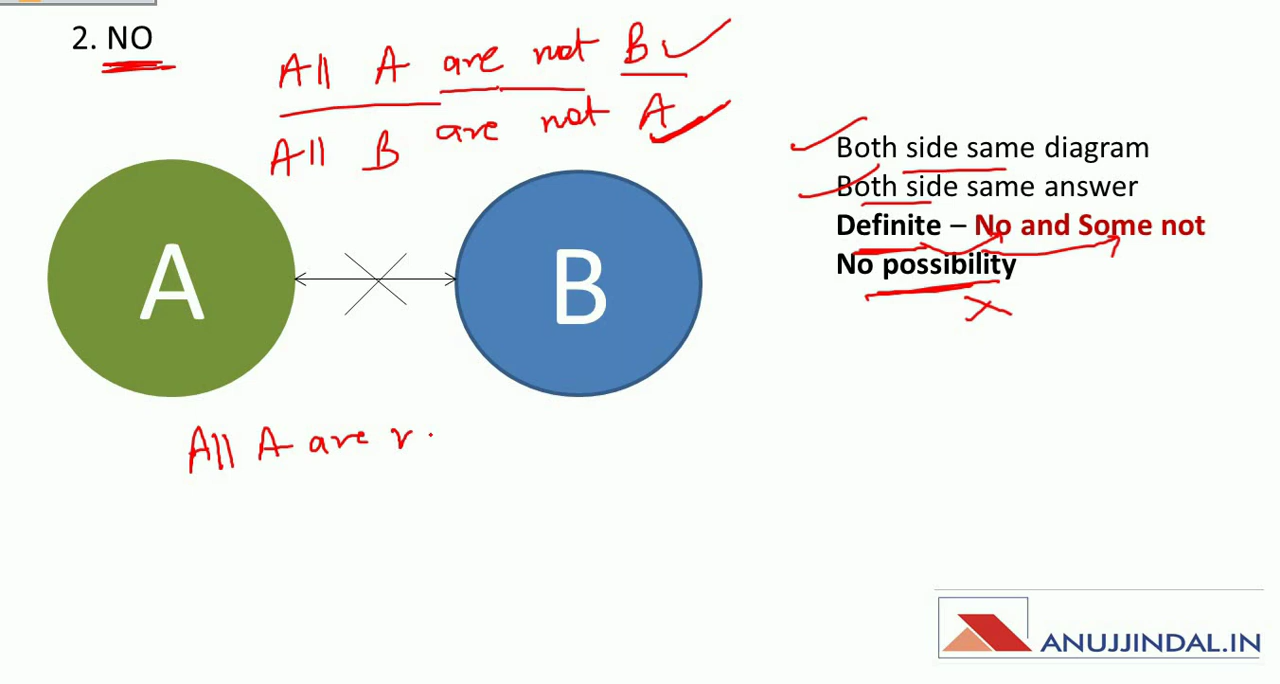 2. NO
All A are not B
All B are not A
Both side same diagram
Both side same answer
Definite – No and Some not
No possibility
A
B
All A are
ANUJJINDAL.IN